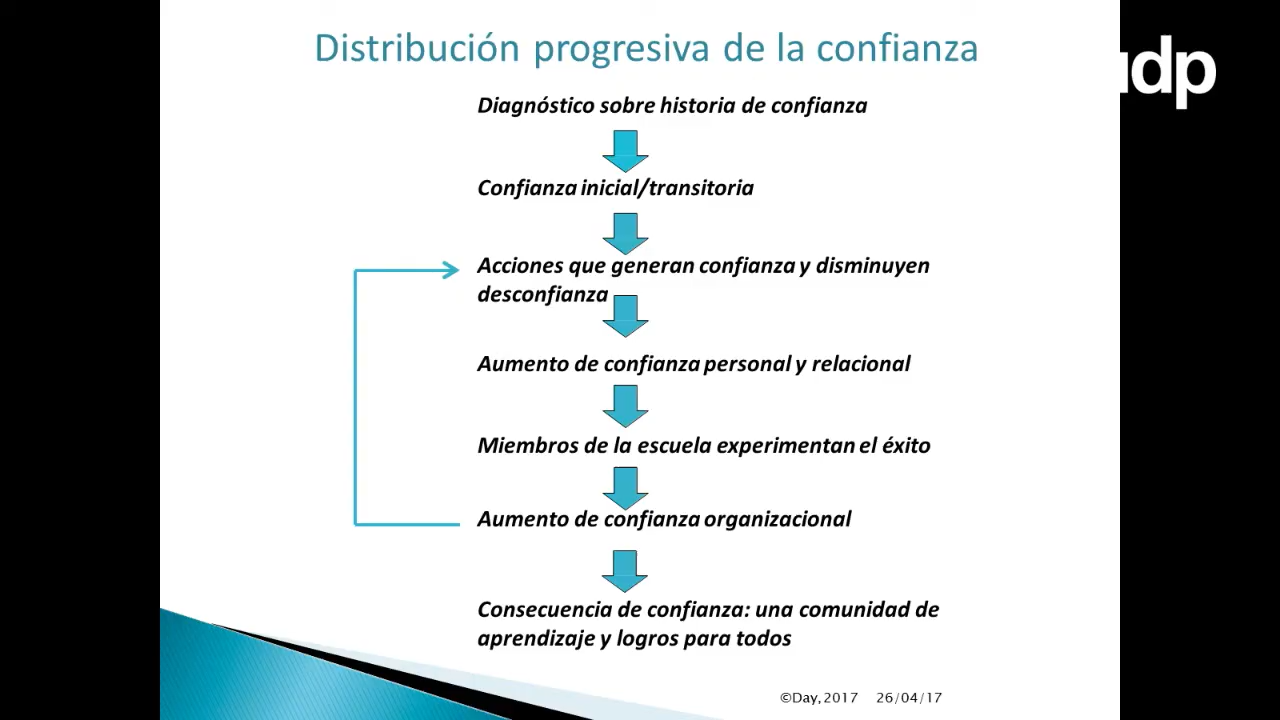 Distribución progresiva de la confianza
udp
Diagnóstico sobre historia de confianza
Confianza inicial/transitoria
Acciones que generan confianza y disminuyen
desconfianza
Aumento de confianza personal y relacional
Miembros de la escuela experimentan el éxito
Aumento de confianza organizacional
Consecuencia de confianza: una comunidad de
aprendizaje y logros para todos
©Day, 2017 26/04/17